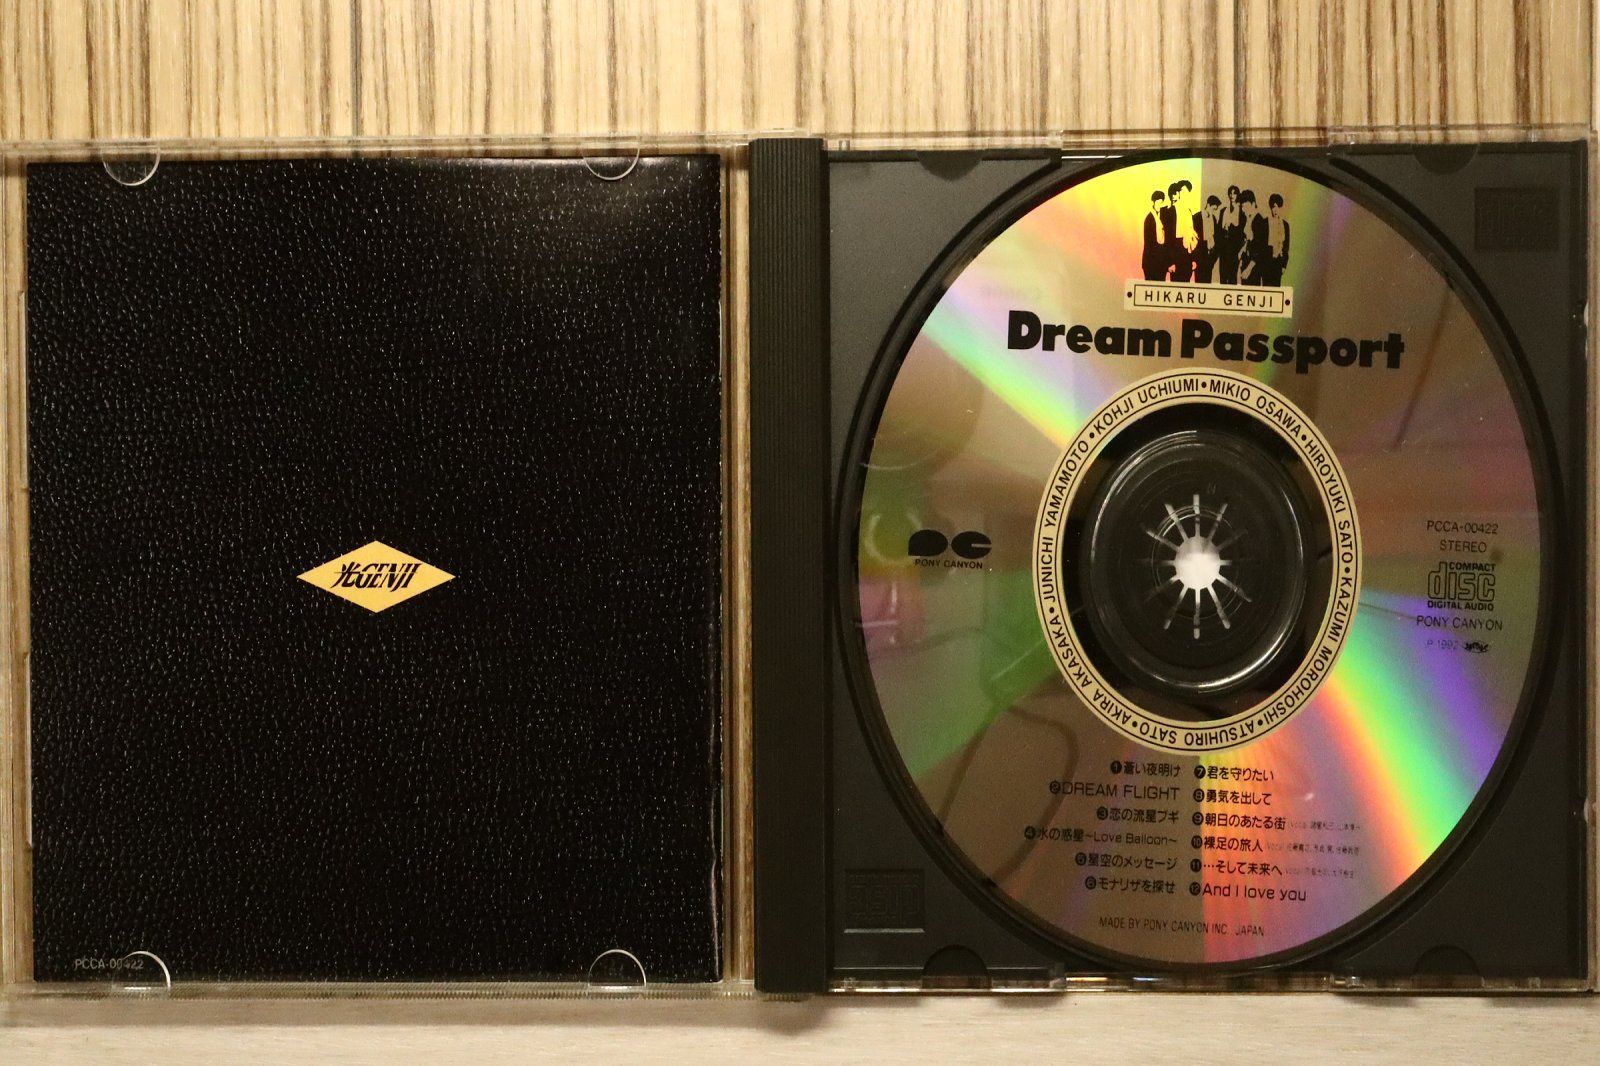 光GENJI
PCCA-00422
HIKARU GENJI
Dream Passport
KOHJI UCHIUMI•MIKIO OSAWA•HIROYUKI SATO•KAZUMI MOROHOSHI•ATSUHIRO SATO•AKIRA AKASAKA•JUNICHI YAMAMOTO•
PONY CANYON
PCCA-00422
STEREO
COMPACT
disc
DIGITAL AUDIO
PONY CANYON
P 1992
1蒼い夜明け
2DREAM FLIGHT
3恋の流星ブギ
4水の惑星~Love Balloon~
5星空のメッセージ
6モナリザを探せ
7君を守りたい
8勇気を出して
9朝日のあたる街
10裸足の旅人
11…そして未来へ
12And I love you
MADE BY PONY CANYON INC. JAPAN